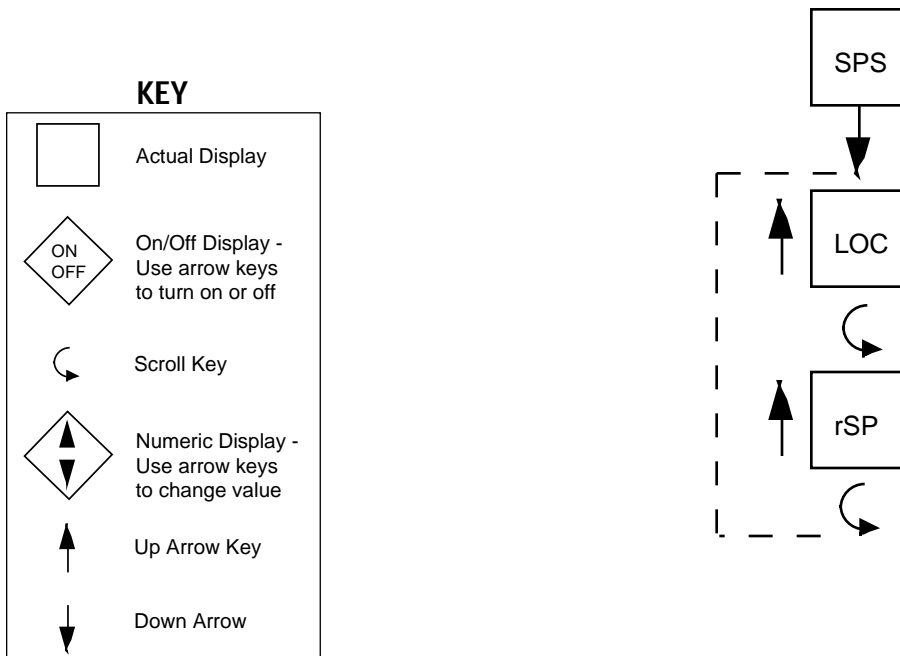 KEY
Actual Display
ON
OFF
On/Off Display -
Use arrow keys
to turn on or off
Scroll Key
Numeric Display -
Use arrow keys
to change value
Up Arrow Key
Down Arrow
SPS
LOC
rSP